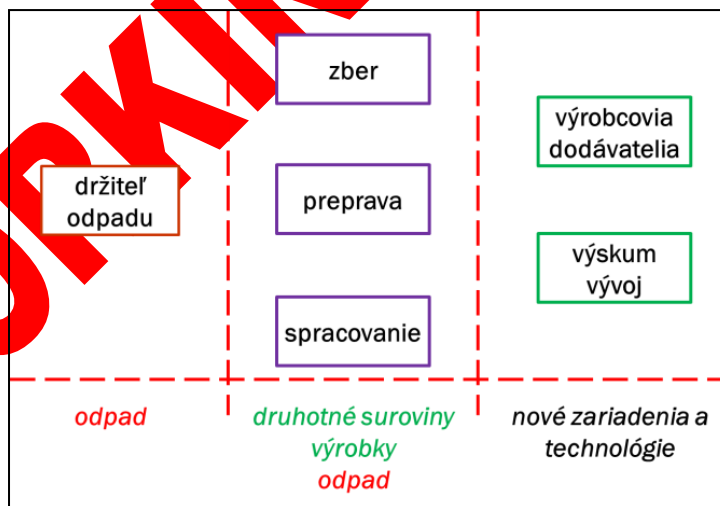 zber
výrobcovia
dodávatelia
držiteľ
odpadu
preprava
výskum
vývoj
spracovanie
odpad
druhotné suroviny
výrobky
odpad
nové zariadenia a
technológie